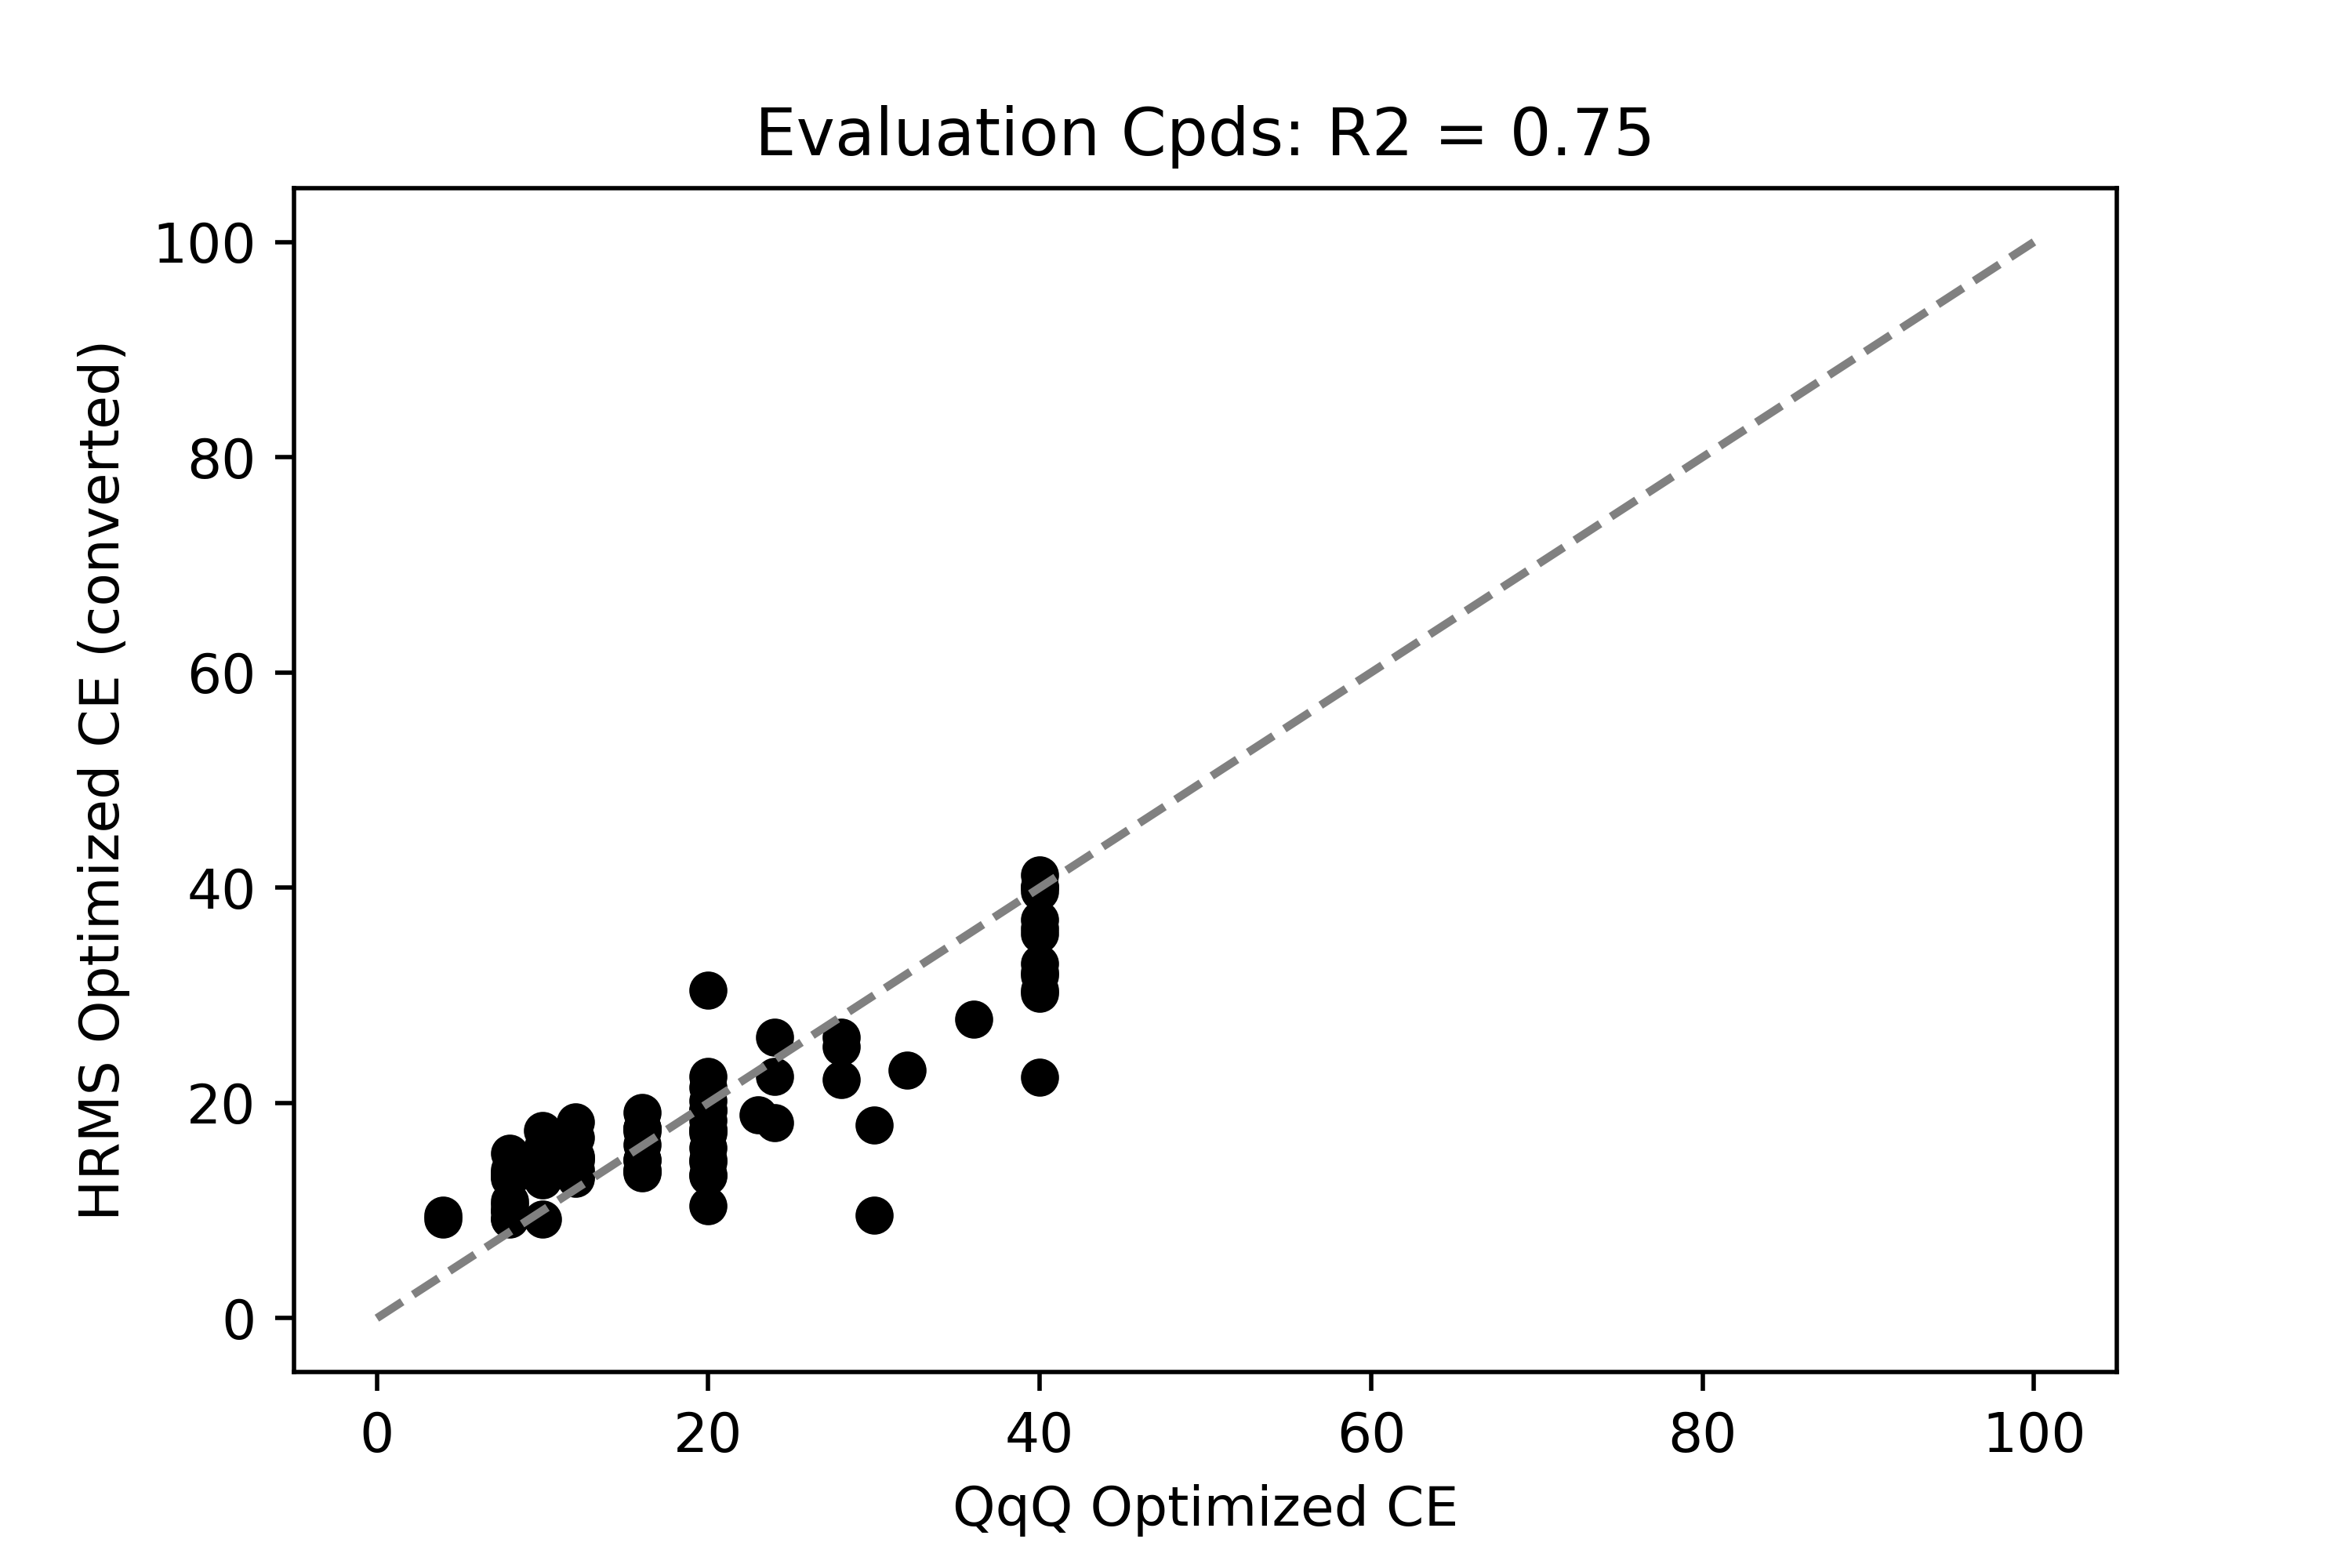 Evaluation Cpds: R2 = 0.75
HRMS Optimized CE (converted)
100
80
60
40
20
0
0 20 40 60 80 100
QqQ Optimized CE